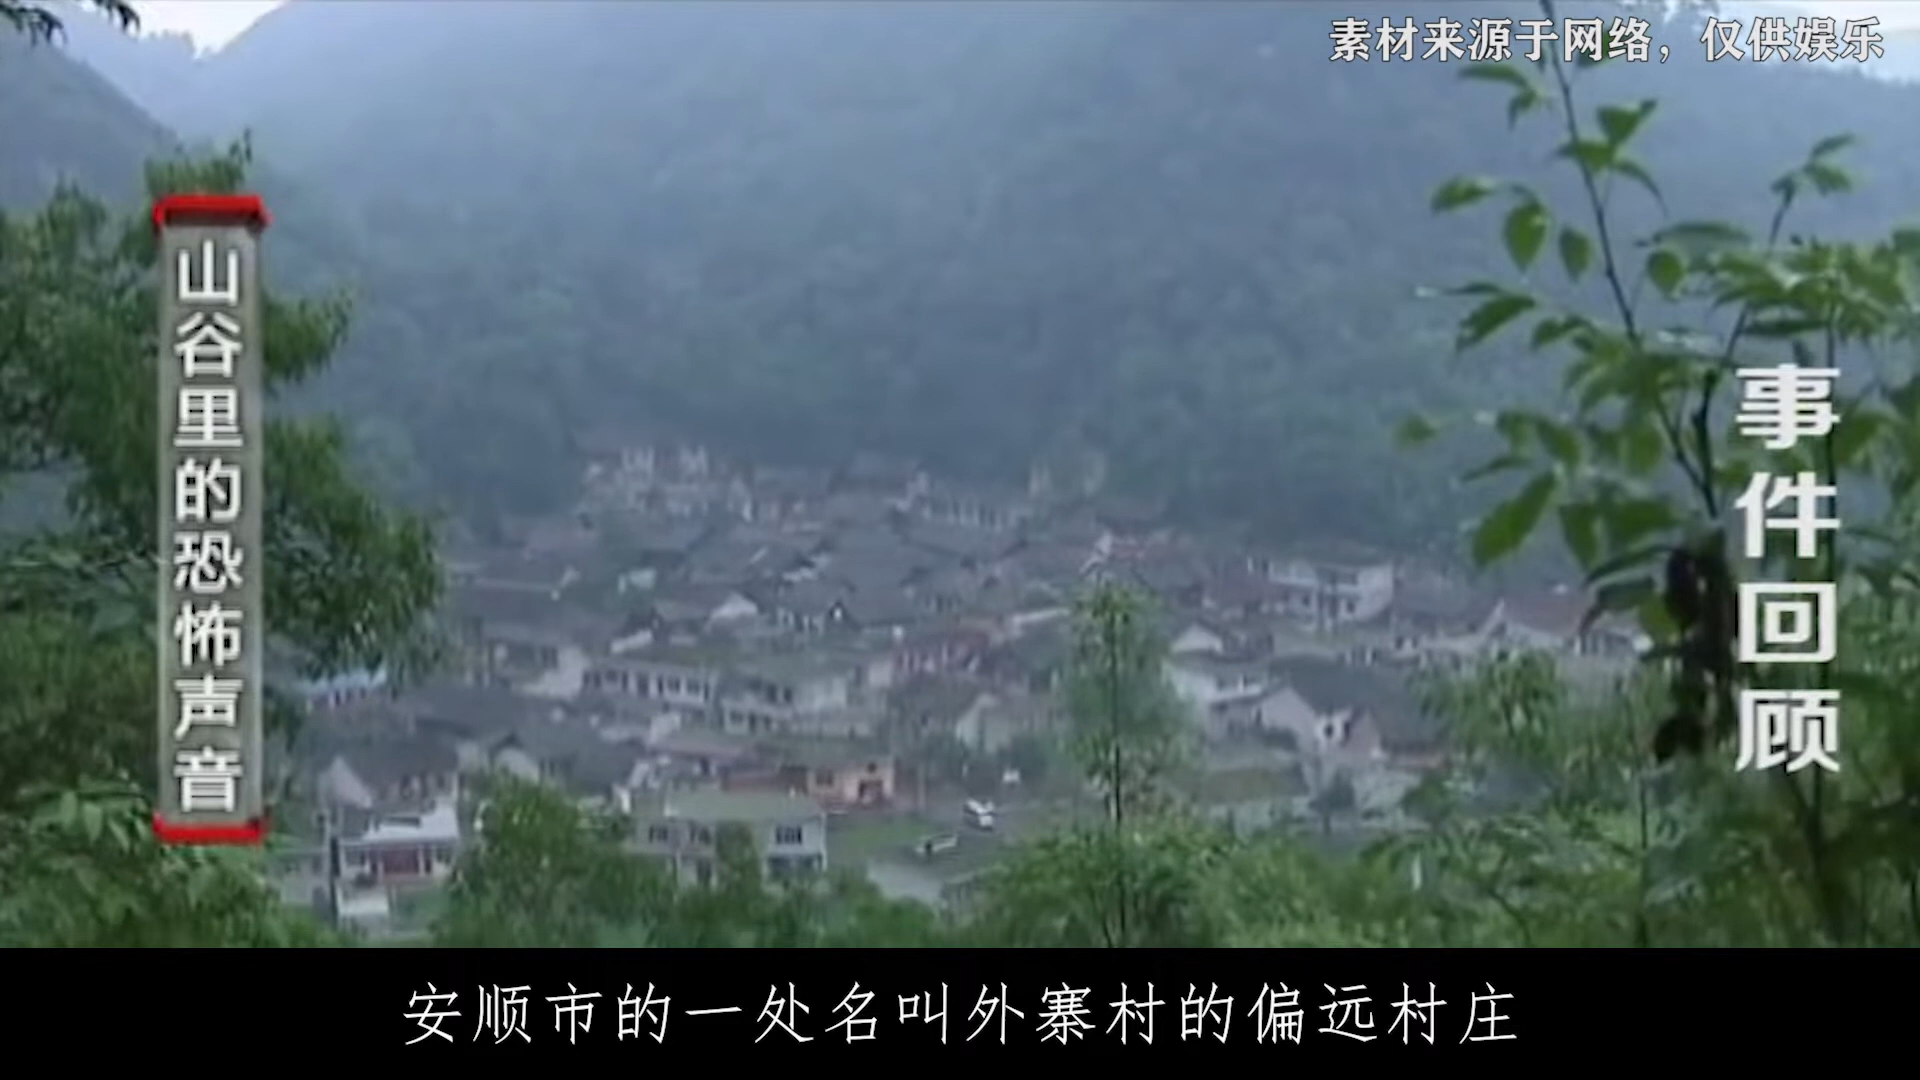 素材来源于网络，仅供娱乐
山谷里的恐怖声音
事件回顾
安顺市的一处名叫外寨村的偏远村庄